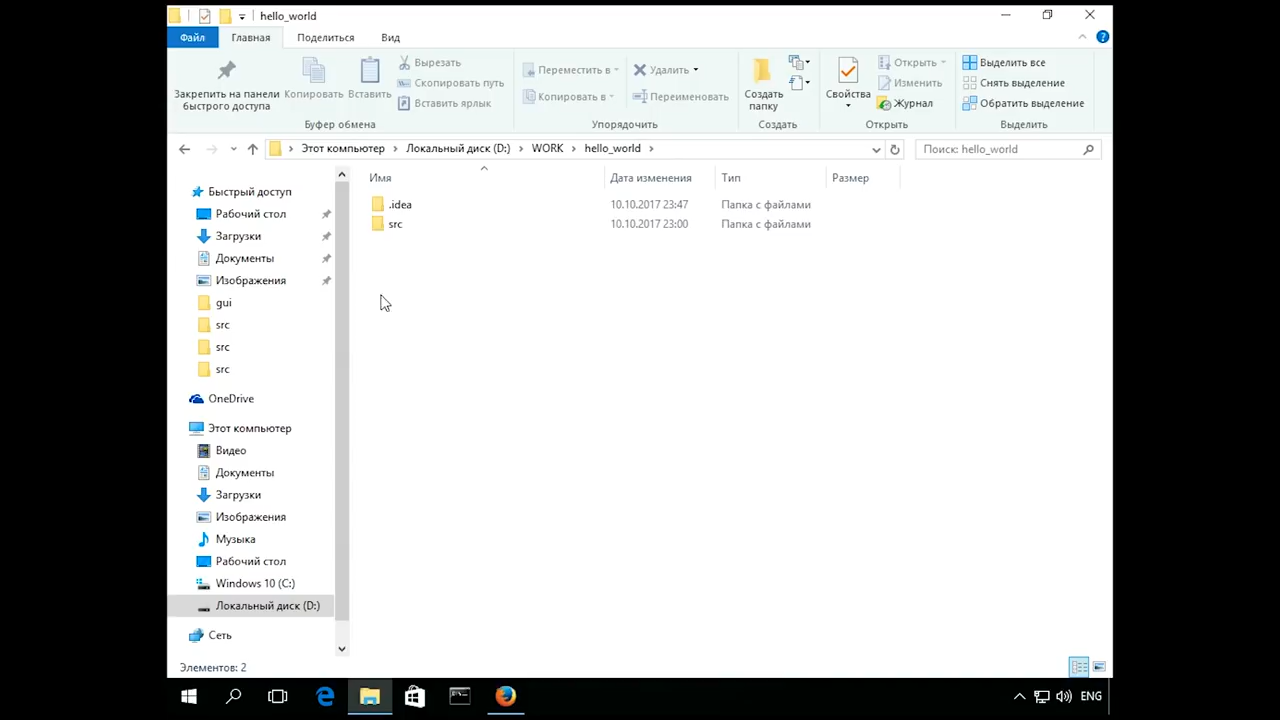 hello_world
Файл Главная Поделиться Вид
Закрепить на панели быстрого доступа
Копировать
Вставить
Вырезать
Скопировать путь
Вставить ярлык
Буфер обмена
Переместить в
Копировать в
Удалить
Переименовать
Упорядочить
Создать папку
Создать
Свойства
Открыть
Изменить
Журнал
Открыть
Выделить все
Снять выделение
Обратить выделение
Выделить
Этот компьютер Локальный диск (D:) WORK hello_world
Поиск: hello_world
Имя Дата изменения Тип Размер
.idea 10.10.2017 23:47 Папка с файлами
src 10.10.2017 23:00 Папка с файлами
Быстрый доступ
Рабочий стол
Загрузки
Документы
Изображения
gui
src
src
src
OneDrive
Этот компьютер
Видео
Документы
Загрузки
Изображения
Музыка
Рабочий стол
Windows 10 (C:)
Локальный диск (D:)
Сеть
Элементов: 2
ENG